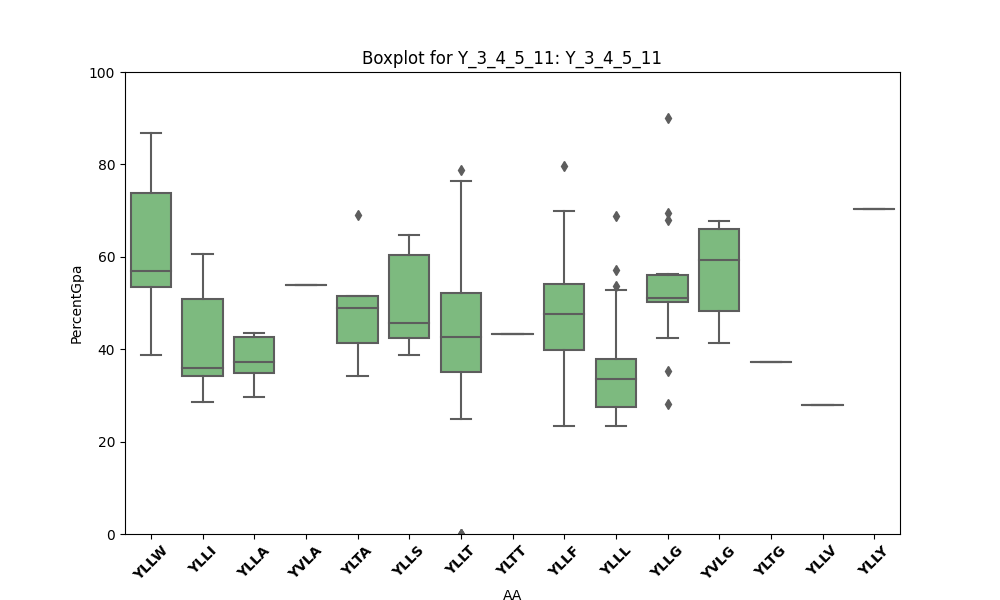 Boxplot for Y_3_4_5_11: Y_3_4_5_11
100
80
60
40
20
0
PercentGpa
YLLW YLLI YLLA YVLA YLTA YLLS YLLT YLTT YLLF YLLL YLLG YVLG YLTG YLLV YLLY
AA